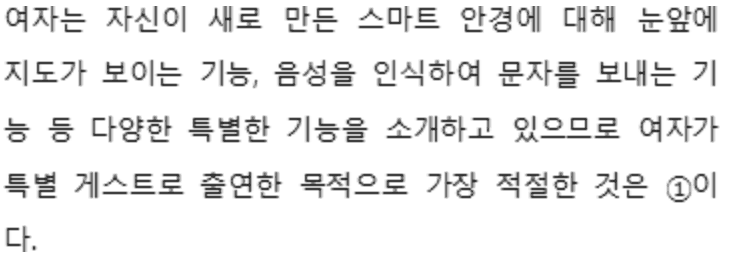 여자는 자신이 새로 만든 스마트 안경에 대해 눈앞에
지도가 보이는 기능, 음성을 인식하여 문자를 보내는 기
능 등 다양한 특별한 기능을 소개하고 있으므로 여자가
특별 게스트로 출연한 목적으로 가장 적절한 것은 ①이
다.